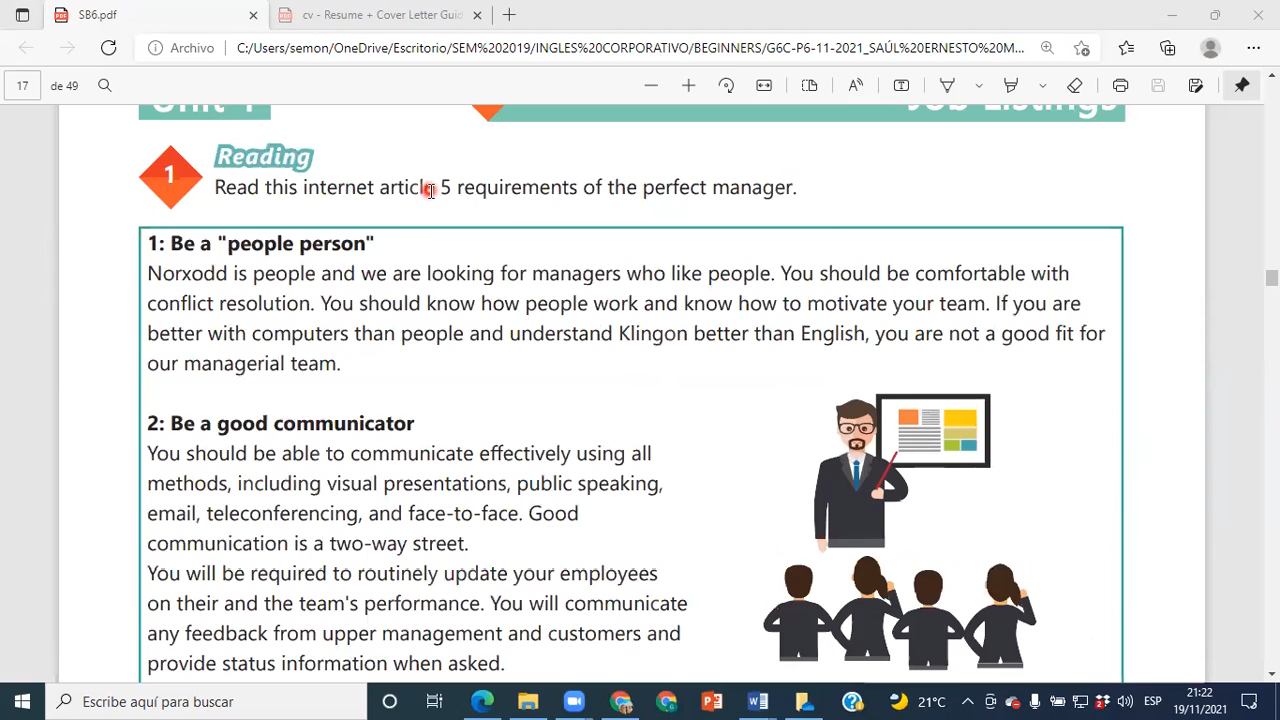 SB6.pdf
cv - Resume + Cover Letter Guid
Archivo
C:/Users/semon/OneDrive/Escritorio/SEM%202019/INGLES%20CORPORATIVO/BEGINNERS/G6C-P6-11-2021_SAÚL%20ERNESTO%20M...
17 de 49
Job Listings
Reading
1
Read this internet article 5 requirements of the perfect manager.
1: Be a "people person"
Norxodd is people and we are looking for managers who like people. You should be comfortable with
conflict resolution. You should know how people work and know how to motivate your team. If you are
better with computers than people and understand Klingon better than English, you are not a good fit for
our managerial team.
2: Be a good communicator
You should be able to communicate effectively using all
methods, including visual presentations, public speaking,
email, teleconferencing, and face-to-face. Good
communication is a two-way street.
You will be required to routinely update your employees
on their and the team's performance. You will communicate
any feedback from upper management and customers and
provide status information when asked.
Escribe aquí para buscar
21°C
ESP
21:22
19/11/2021